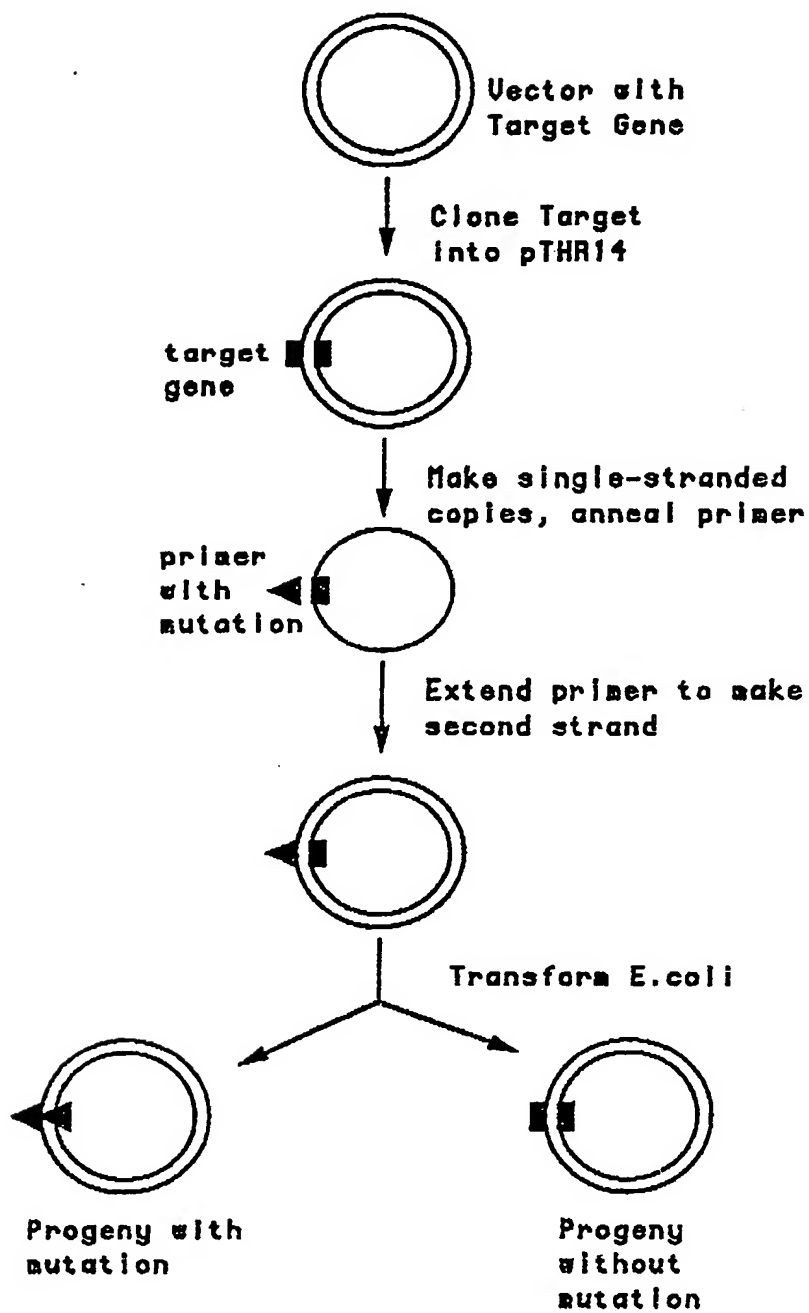 Vector with
Target Gene
Clone Target
into pTHR14
target
gene
Make single-stranded
copies, anneal primer
primer
with
mutation
Extend primer to make
second strand
Transform E.coli
Progeny with
mutation
Progeny
without
mutation